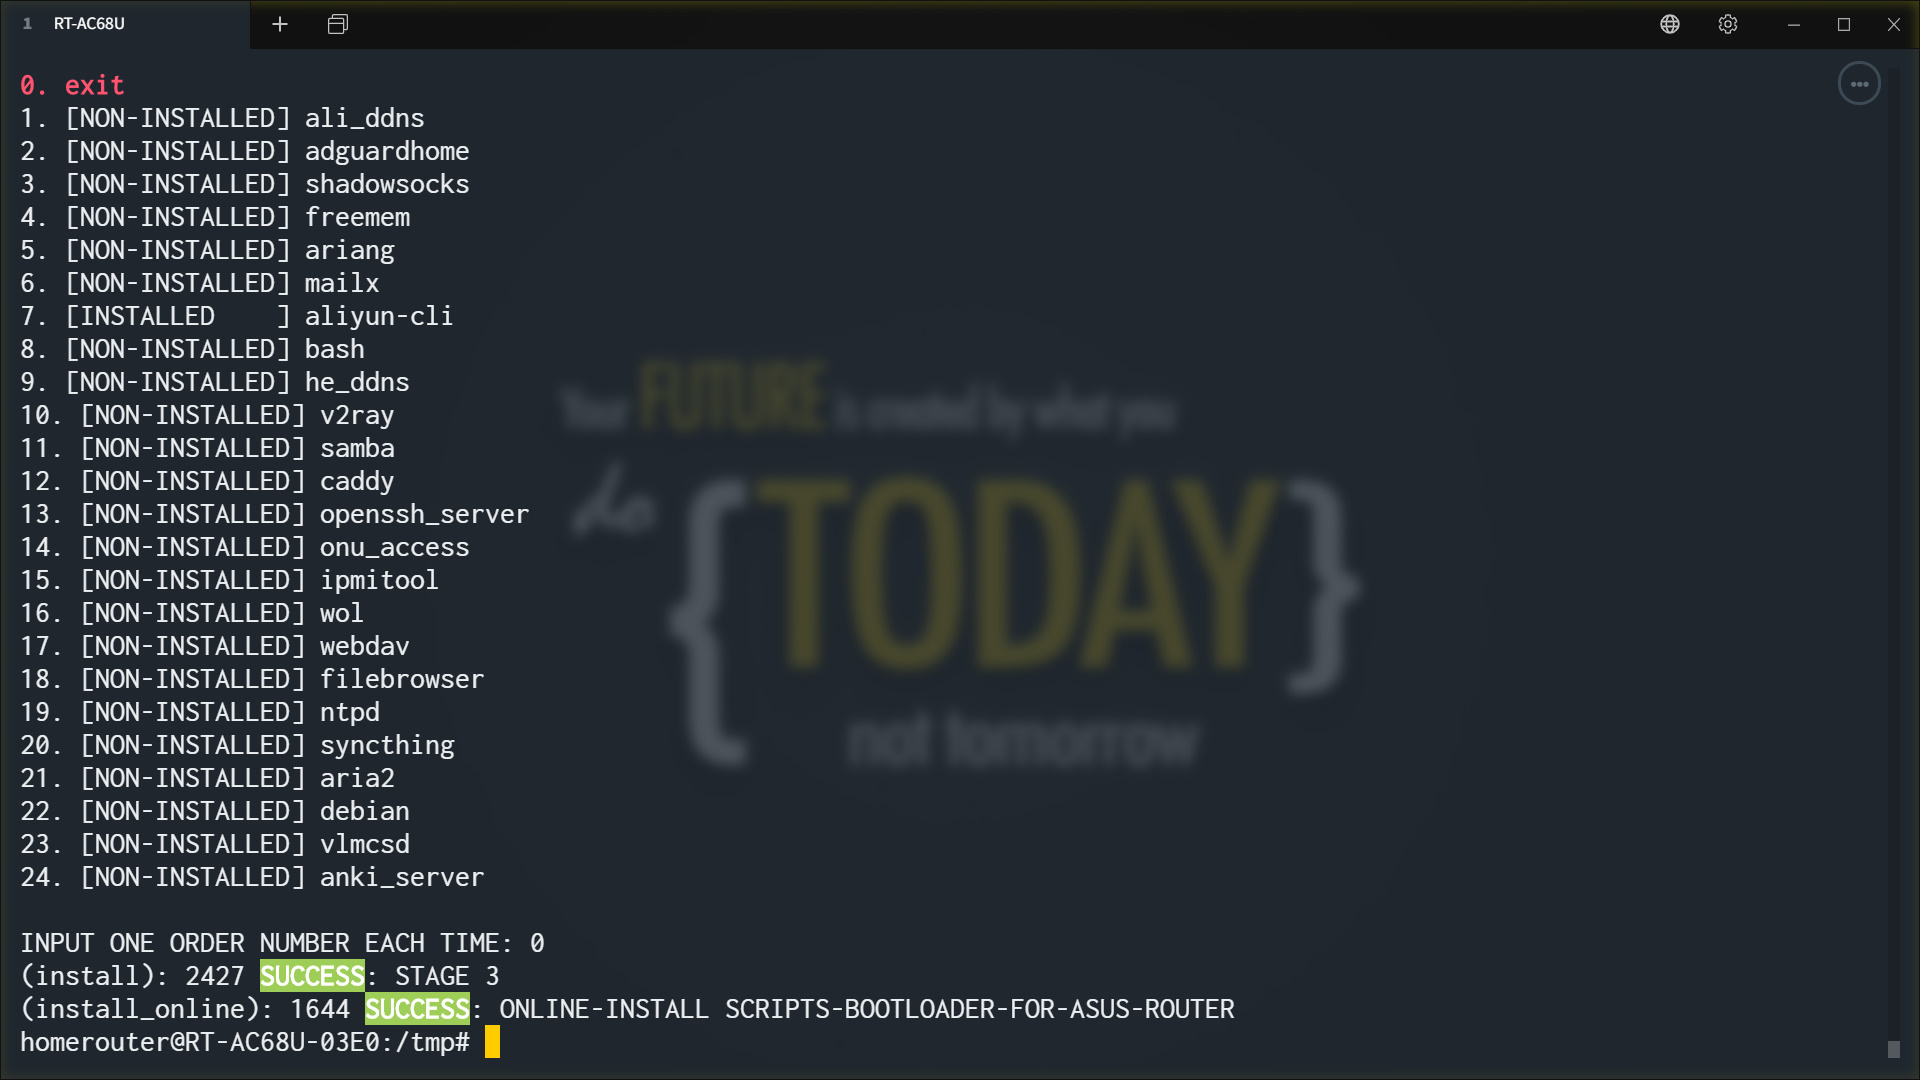 1 RT-AC68U
0. exit
1. [NON-INSTALLED] ali_ddns
2. [NON-INSTALLED] adguardhome
3. [NON-INSTALLED] shadowsocks
4. [NON-INSTALLED] freemem
5. [NON-INSTALLED] ariang
6. [NON-INSTALLED] mailx
7. [INSTALLED    ] aliyun-cli
8. [NON-INSTALLED] bash
9. [NON-INSTALLED] he_ddns
10. [NON-INSTALLED] v2ray
11. [NON-INSTALLED] samba
12. [NON-INSTALLED] caddy
13. [NON-INSTALLED] openssh_server
14. [NON-INSTALLED] onu_access
15. [NON-INSTALLED] ipmitool
16. [NON-INSTALLED] wol
17. [NON-INSTALLED] webdav
18. [NON-INSTALLED] filebrowser
19. [NON-INSTALLED] ntpd
20. [NON-INSTALLED] syncthing
21. [NON-INSTALLED] aria2
22. [NON-INSTALLED] debian
23. [NON-INSTALLED] vlmcsd
24. [NON-INSTALLED] anki_server
INPUT ONE ORDER NUMBER EACH TIME: 0
(install): 2427 SUCCESS: STAGE 3
(install_online): 1644 SUCCESS: ONLINE-INSTALL SCRIPTS-BOOTLOADER-FOR-ASUS-ROUTER
homerouter@RT-AC68U-03E0:/tmp#
Your FUTURE is created by what you
do {TODAY}
not tomorrow